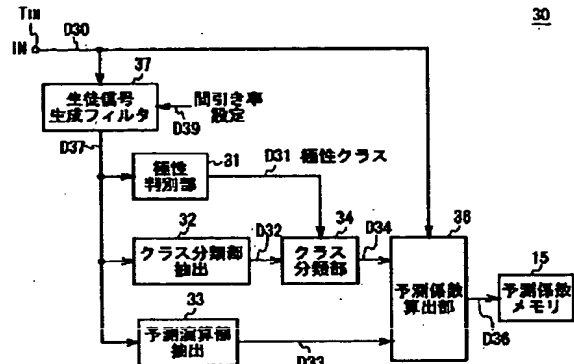 TIN
30
IN
D30
37
生徒信号
生成フィルタ
間引き率
設定
D39
D37
31
極性
判別部
D31 極性クラス
32
34
36
クラス分類部
抽出
D32
クラス
分類部
D34
予測係数
算出部
15
予測係数
メモリ
D36
33
予測演算部
抽出
D33